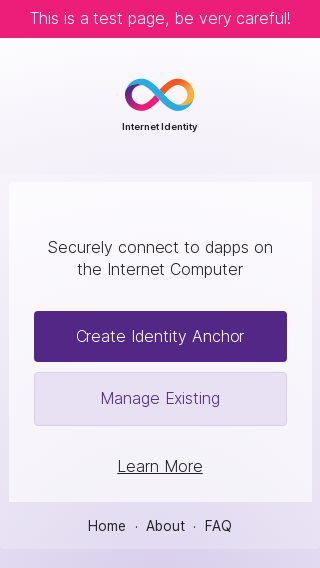 This is a test page, be very careful!
Internet Identity
Securely connect to dapps on
the Internet Computer
Create Identity Anchor
Manage Existing
Learn More
Home · About · FAQ